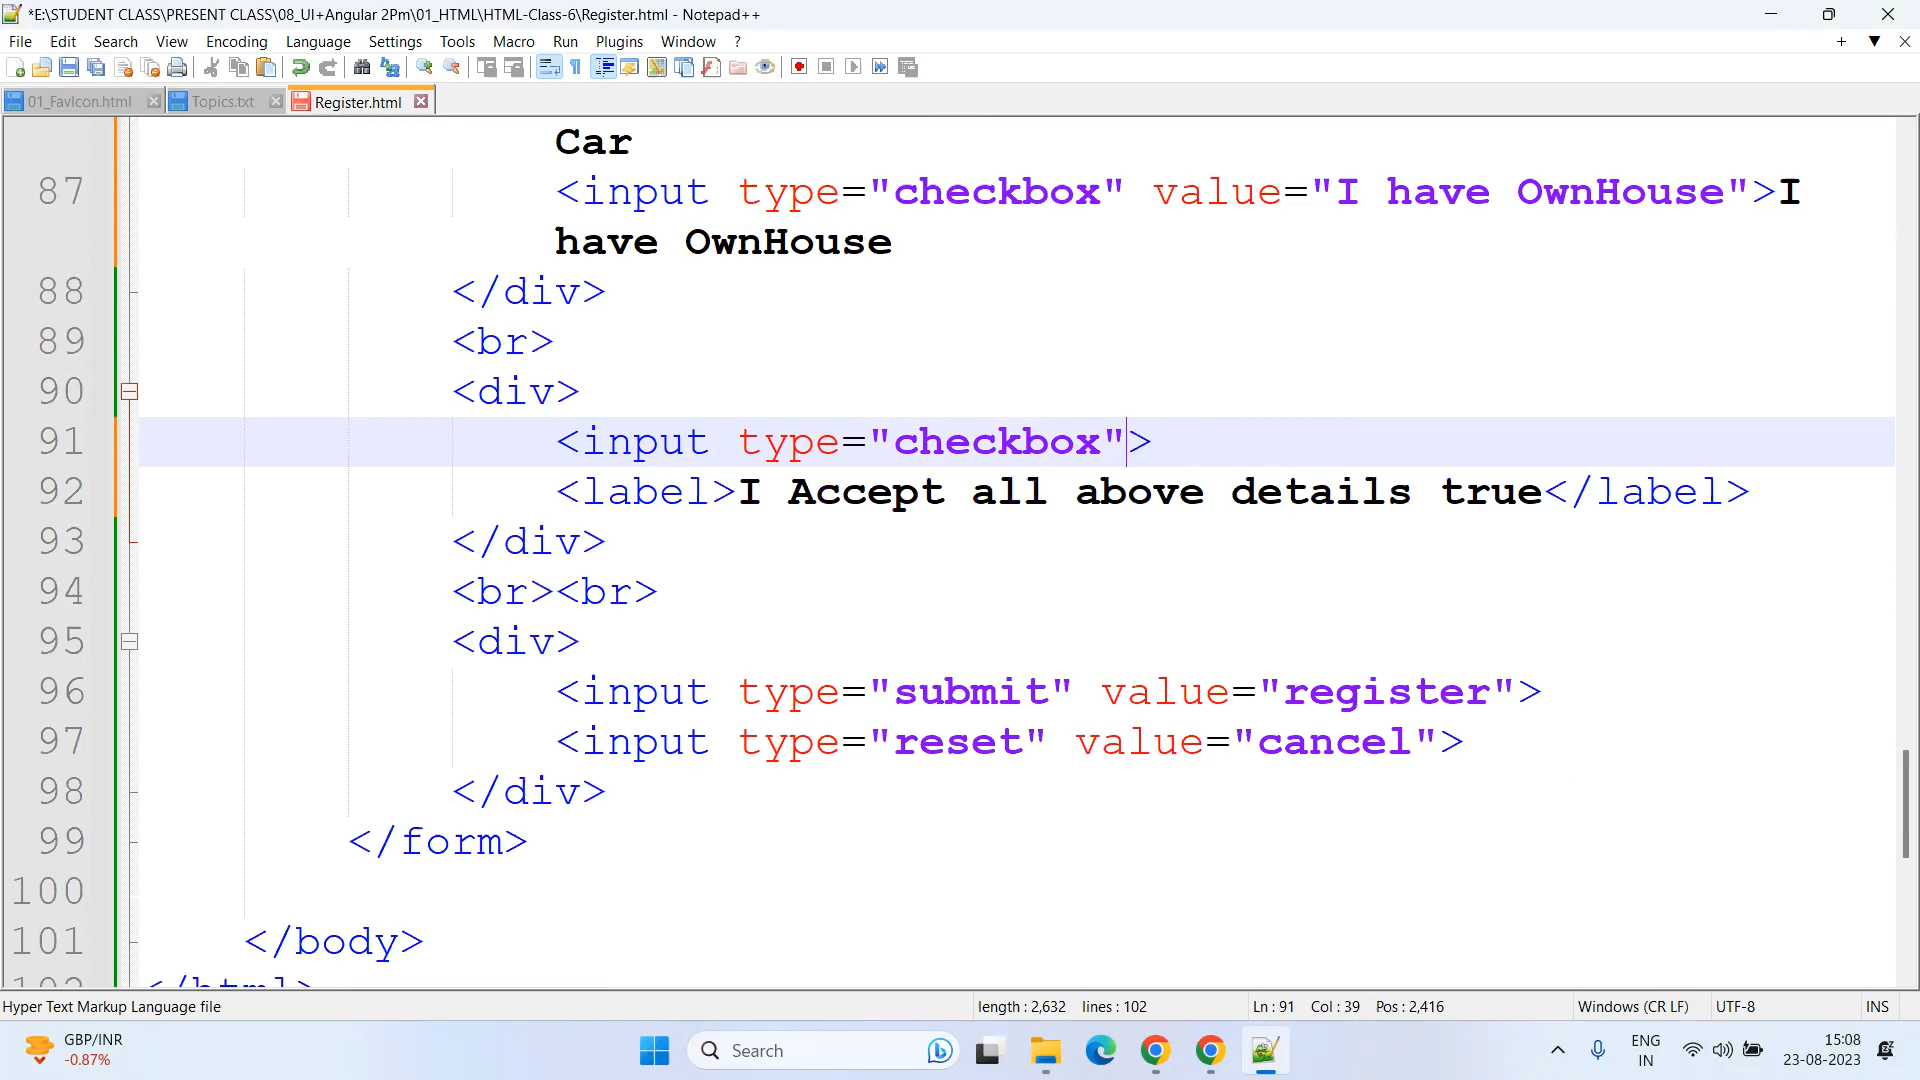 *E:\STUDENT CLASS\PRESENT CLASS\08_UI+Angular 2Pm\01_HTML\HTML-Class-6\Register.html - Notepad++
File Edit Search View Encoding Language Settings Tools Macro Run Plugins Window ?
01_FavIcon.html Topics.txt Register.html
Car
87 <input type="checkbox" value="I have OwnHouse">I
have OwnHouse
88 </div>
89 <br>
90 <div>
91 <input type="checkbox">
92 <label>I Accept all above details true</label>
93 </div>
94 <br><br>
95 <div>
96 <input type="submit" value="register">
97 <input type="reset" value="cancel">
98 </div>
99 </form>
100
101 </body>
102 </html>
Hyper Text Markup Language file length : 2,632 lines : 102 Ln : 91 Col : 39 Pos : 2,416 Windows (CR LF) UTF-8 INS
GBP/INR
-0.87%
Search
ENG
IN
15:08
23-08-2023